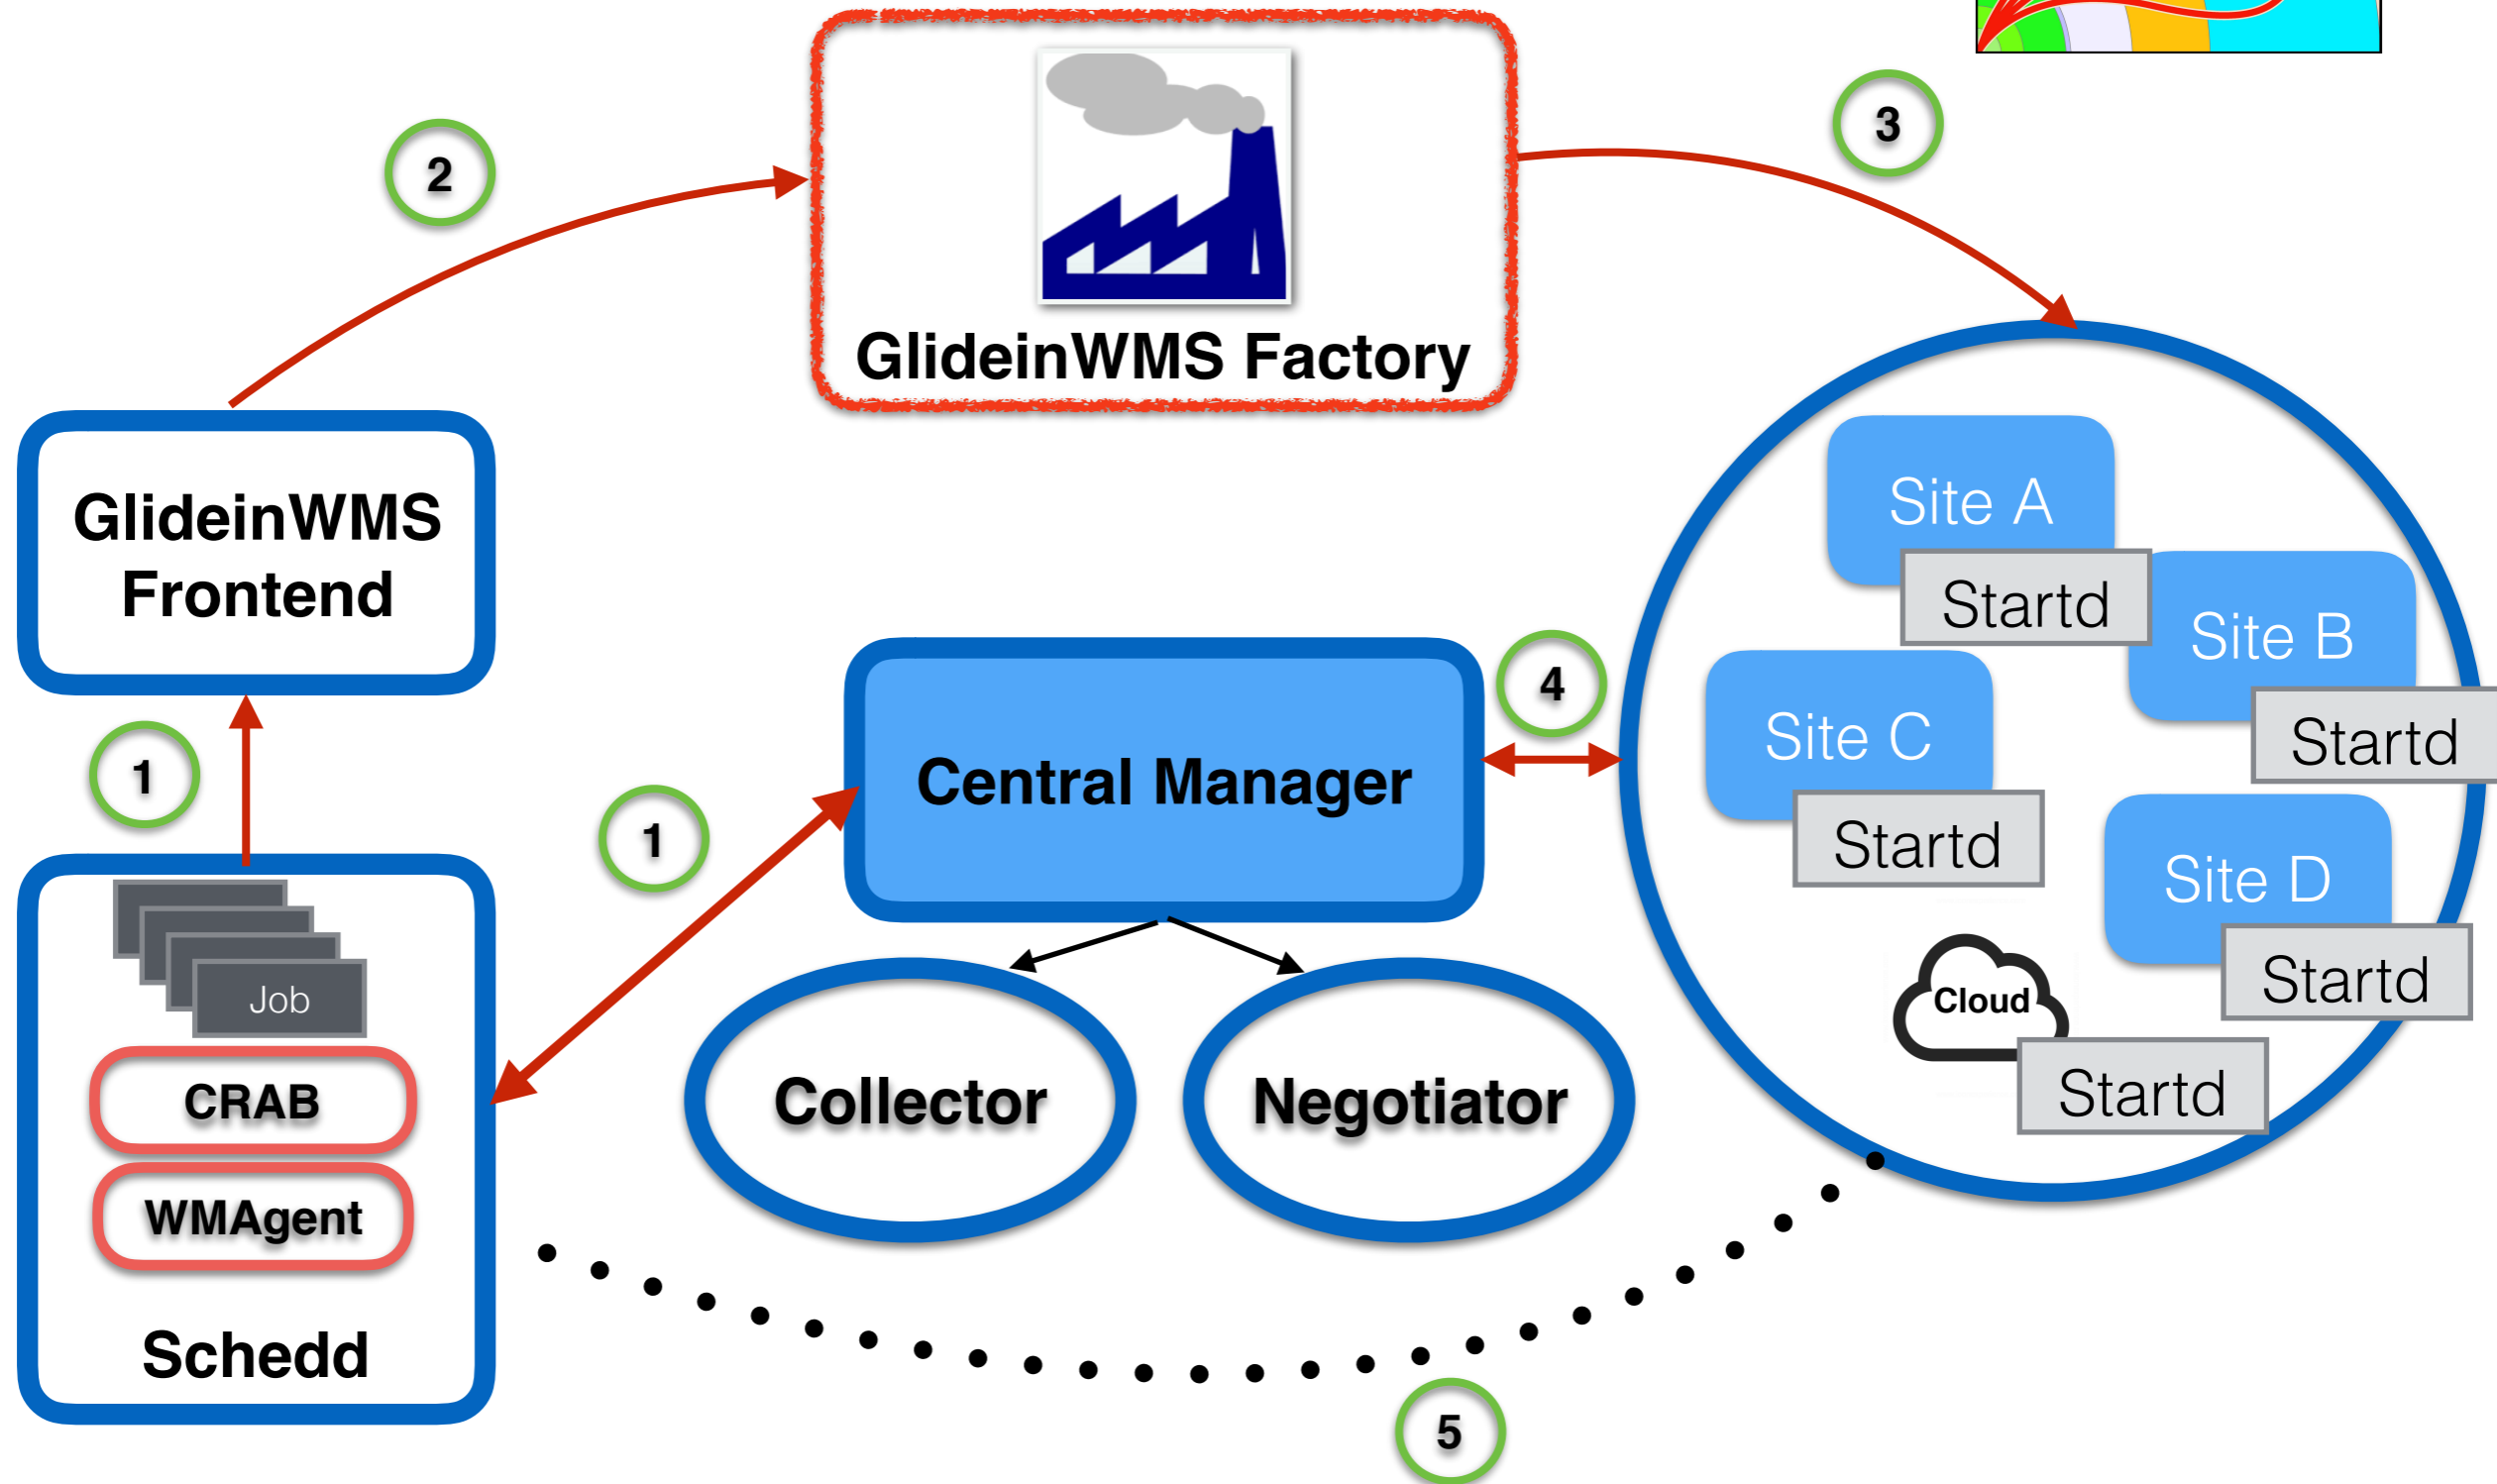 2
3
GlideinWMS Factory
GlideinWMS
Frontend
Site A
Startd
Site B
Startd
1
4
Central Manager
Site C
Startd
1
Site D
Startd
Job
Cloud
Startd
CRAB
Collector
Negotiator
WMAgent
Schedd
5